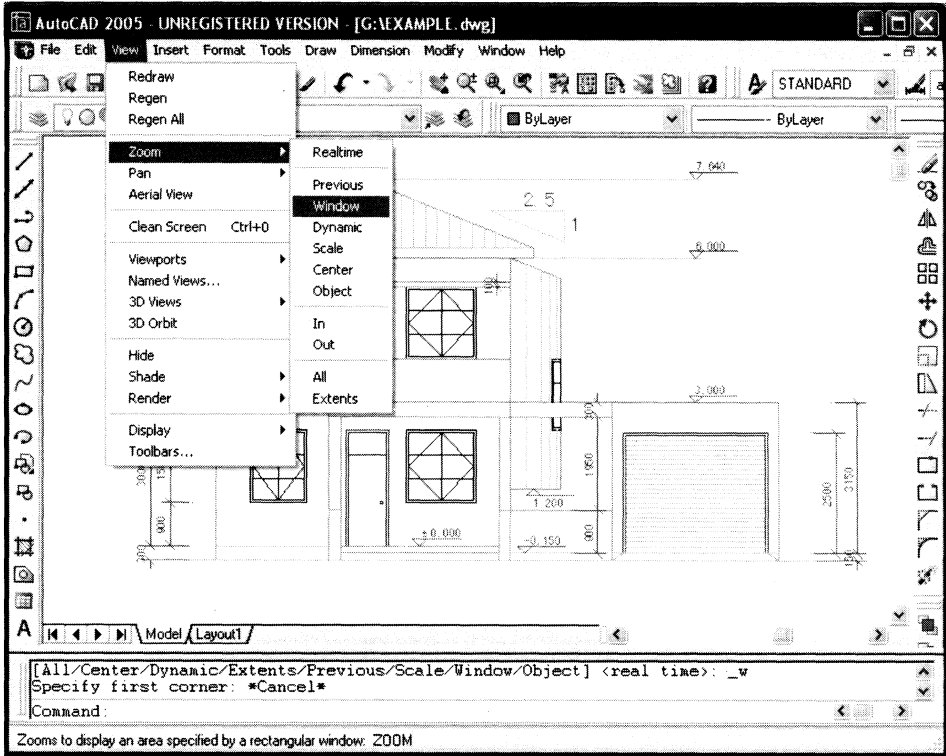 AutoCAD 2005 - UNREGISTERED VERSION - [G:\EXAMPLE.dwg]
File Edit View Insert Format Tools Draw Dimension Modify Window Help
STANDARD
ByLayer
ByLayer
Redraw
Regen
Regen All
Zoom
Pan
Aerial View
Clean Screen Ctrl+0
Viewports
Named Views...
3D Views
3D Orbit
Hide
Shade
Render
Display
Toolbars...
Realtime
Previous
Window
Dynamic
Scale
Center
Object
In
Out
All
Extents
7.040
2.5
1
6.000
3.000
300
1950
900
1.200
±0.000
-0.150
2500
3150
150
3000
900
A
Model Layout1
[All/Center/Dynamic/Extents/Previous/Scale/Window/Object] <real time>: _w
Specify first corner: *Cancel*
Command:
Zooms to display an area specified by a rectangular window: ZOOM